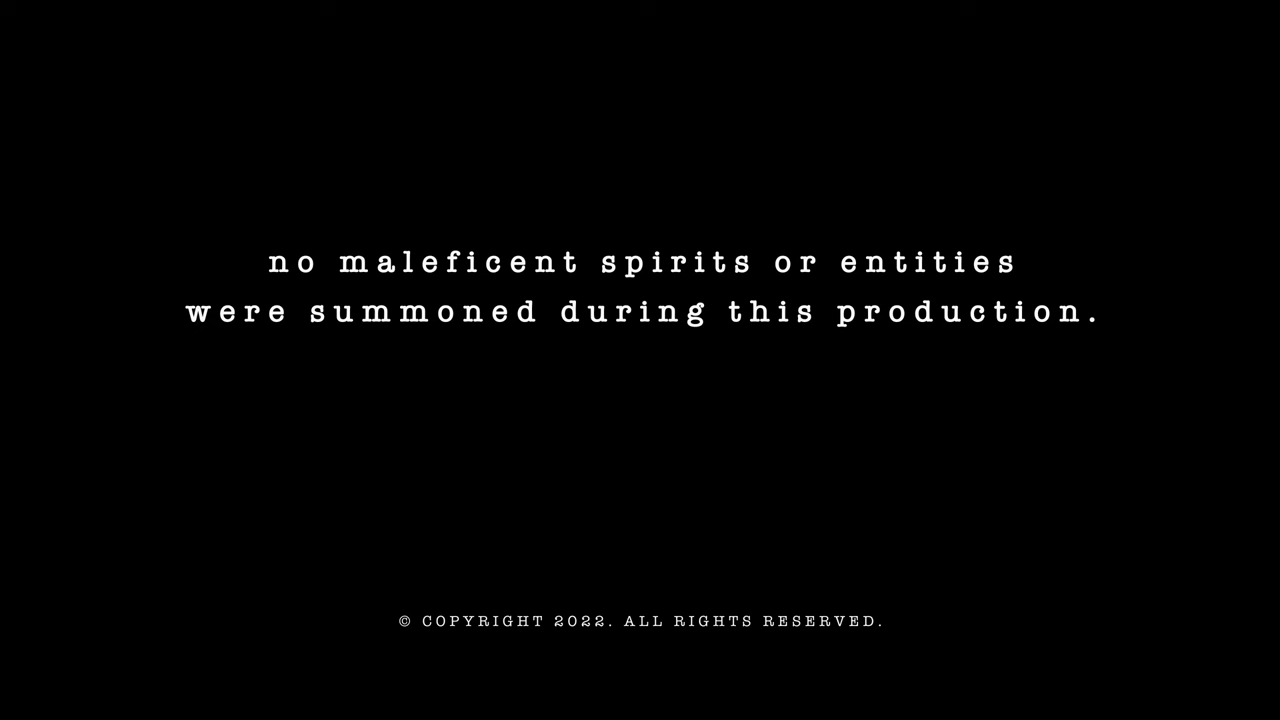 no maleficent spirits or entities
were summoned during this production.
© COPYRIGHT 2022. ALL RIGHTS RESERVED.